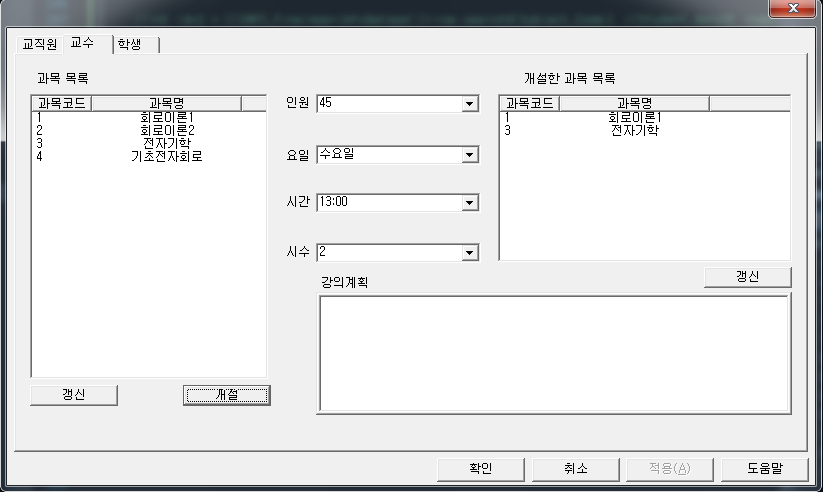 교직원 교수 학생
과목 목록
과목코드 과목명
1 회로이론1
2 회로이론2
3 전자기학
4 기초전자회로
갱신 개설
인원 45
요일 수요일
시간 13:00
시수 2
강의계획
개설한 과목 목록
과목코드 과목명
1 회로이론1
3 전자기학
갱신
확인 취소 적용(A) 도움말